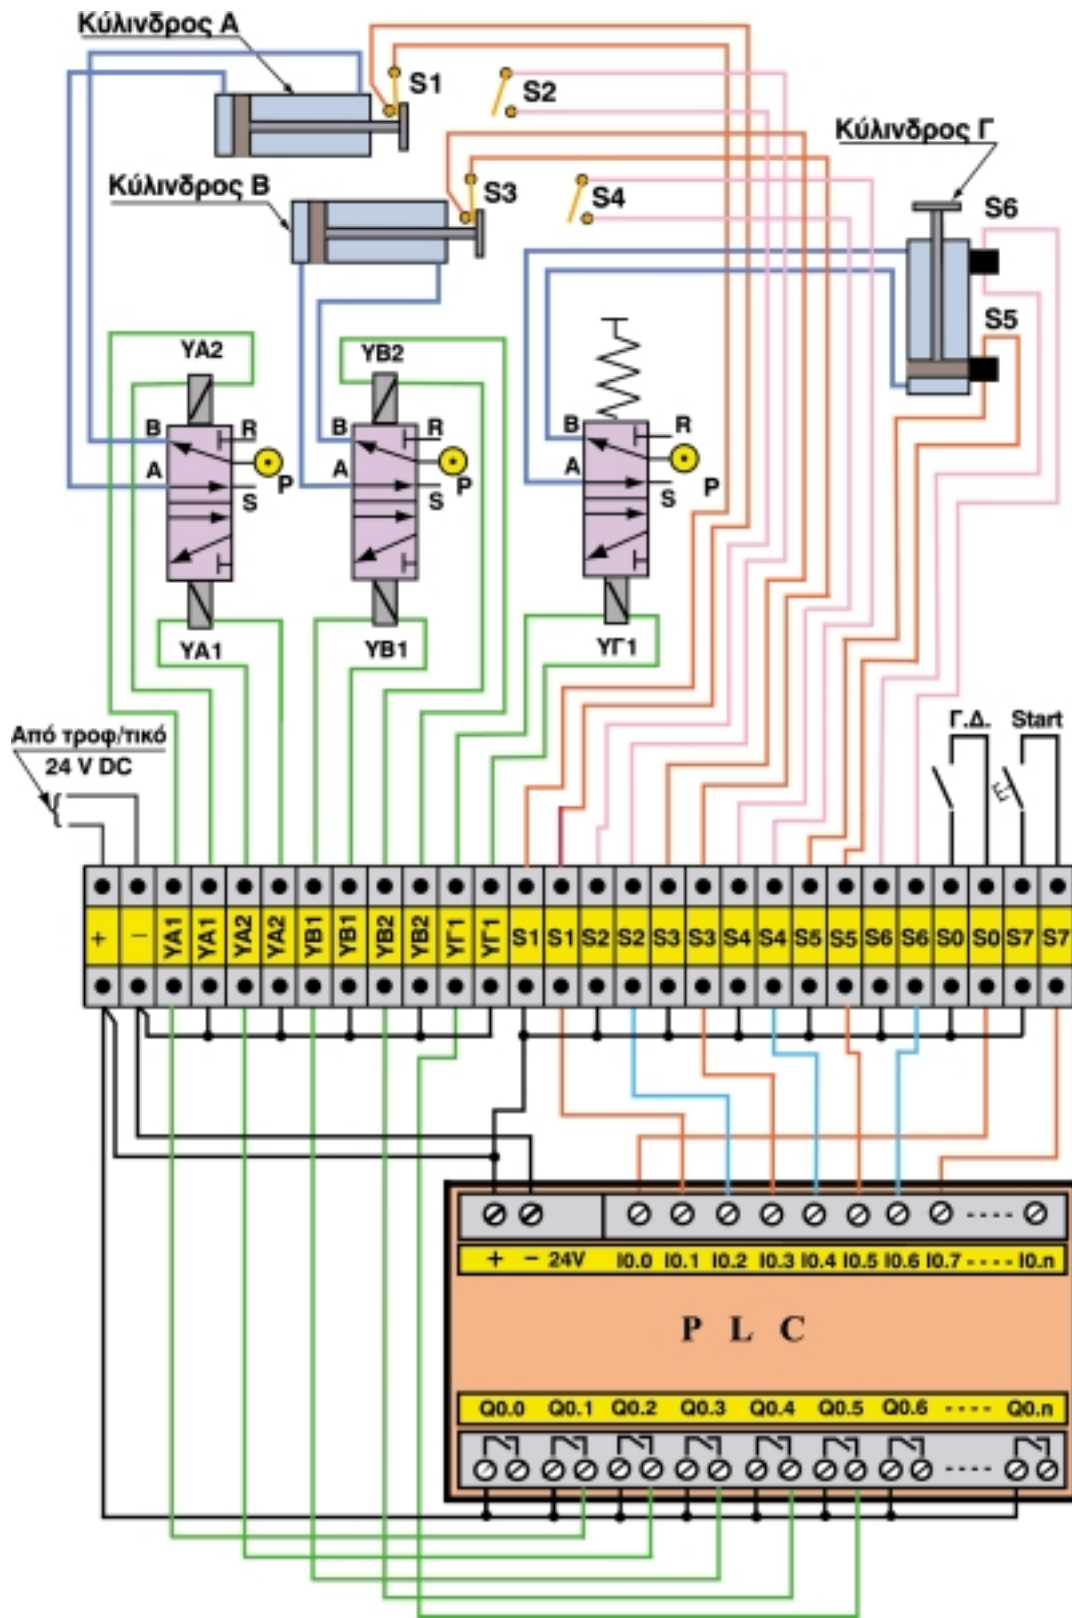 Κύλινδρος Α
S1
S2
Κύλινδρος Γ
Κύλινδρος Β
S3
S4
S6
S5
YA2
YB2
B R
A P
S
B R
A P
S
B R
A P
S
YA1
YB1
YΓ1
Από τροφ/τικό
24 V DC
Γ.Δ. Start
E
+ − YA1 YA1 YA2 YA2 YB1 YB1 YB2 YB2 YΓ1 YΓ1 S1 S1 S2 S2 S3 S3 S4 S4 S5 S5 S6 S6 S0 S0 S7 S7
+ − 24V I0.0 I0.1 I0.2 I0.3 I0.4 I0.5 I0.6 I0.7 ---- I0.n
P L C
Q0.0 Q0.1 Q0.2 Q0.3 Q0.4 Q0.5 Q0.6 ---- Q0.n